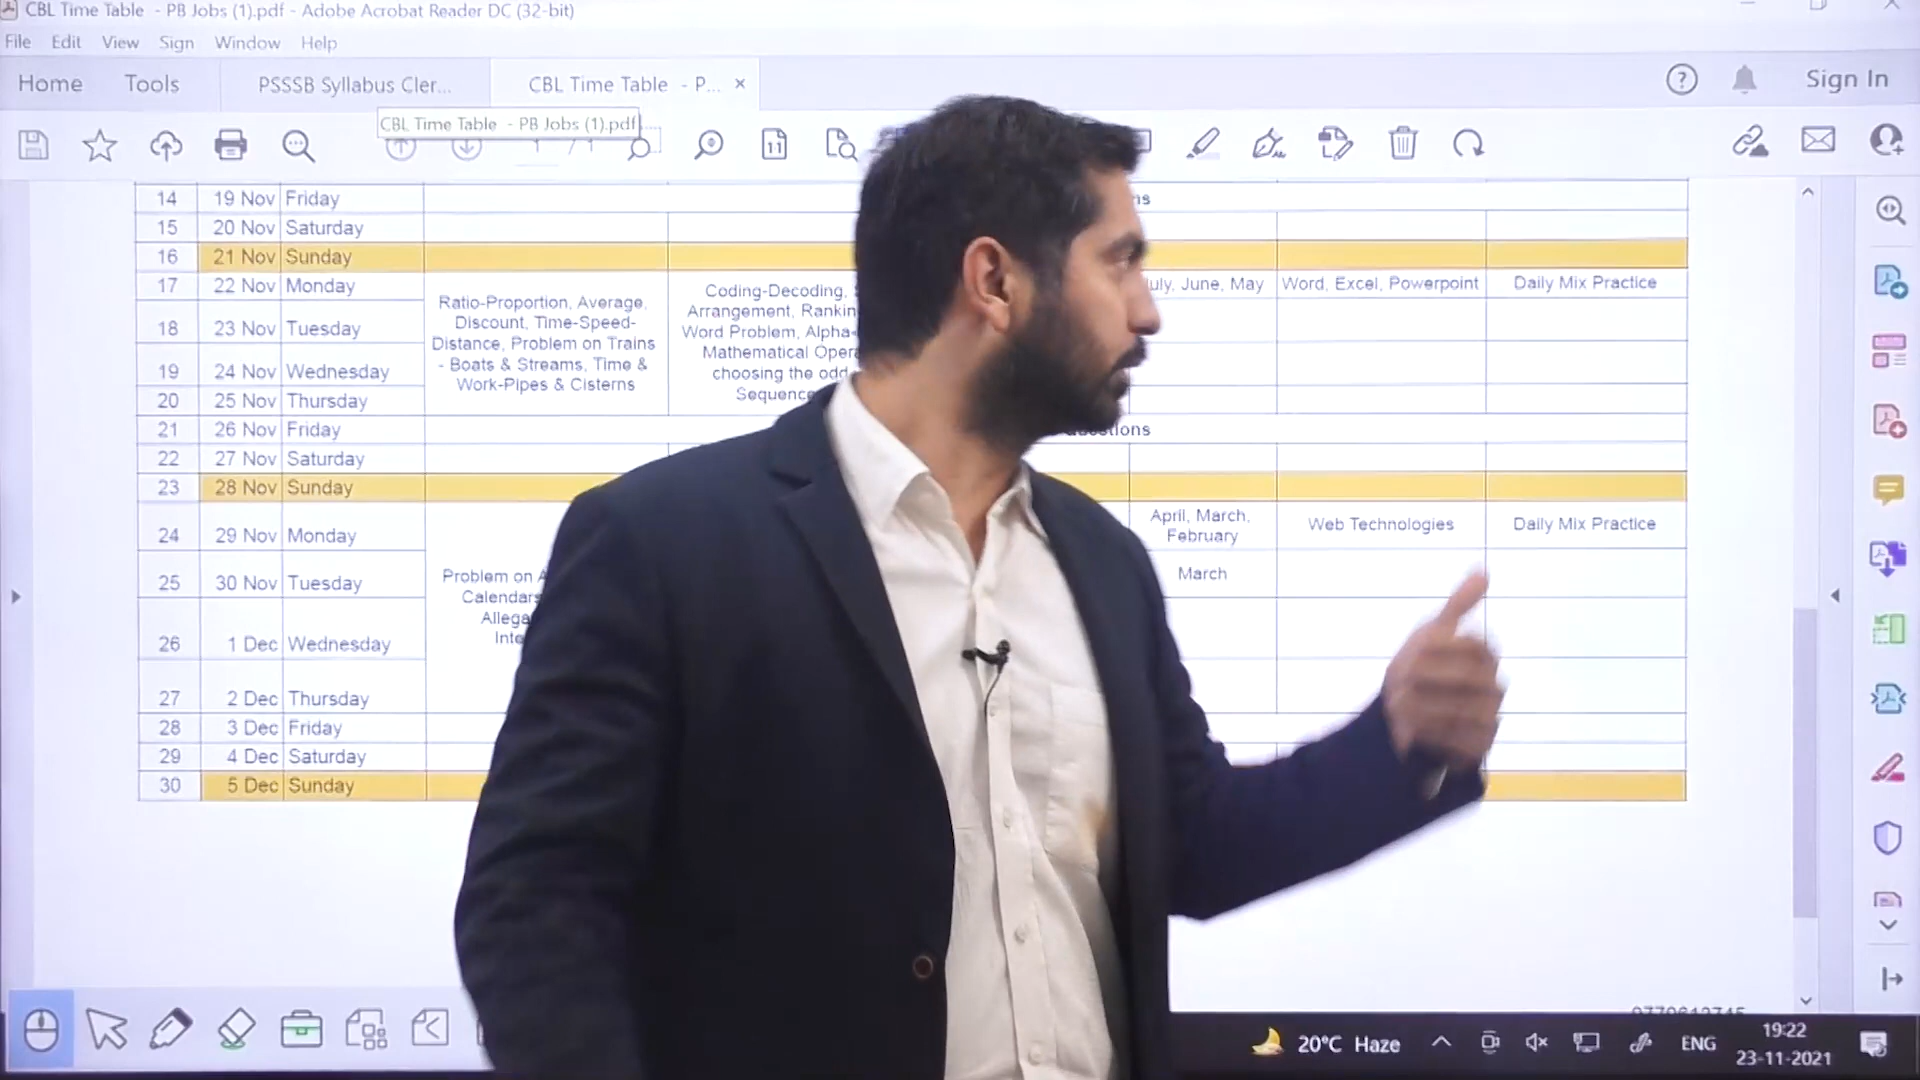 CBL Time Table - PB Jobs (1).pdf - Adobe Acrobat Reader DC (32-bit)
File Edit View Sign Window Help
Home Tools PSSSB Syllabus Cler... CBL Time Table - P... ×
Sign In
CBL Time Table - PB Jobs (1).pdf
1 / 1
14 19 Nov Friday
15 20 Nov Saturday
16 21 Nov Sunday
17 22 Nov Monday
18 23 Nov Tuesday
19 24 Nov Wednesday
20 25 Nov Thursday
Ratio-Proportion, Average,
Discount, Time-Speed-
Distance, Problem on Trains
- Boats & Streams, Time &
Work-Pipes & Cisterns
Coding-Decoding,
Arrangement,
Word Problem,
Mathematical
choosing the odd
June, May
Word, Excel, Powerpoint
Daily Mix Practice
21 26 Nov Friday
22 27 Nov Saturday
23 28 Nov Sunday
24 29 Nov Monday
25 30 Nov Tuesday
26 1 Dec Wednesday
27 2 Dec Thursday
Problem on
April, March,
February
March
Web Technologies
Daily Mix Practice
28 3 Dec Friday
29 4 Dec Saturday
30 5 Dec Sunday
20°C Haze ENG 19:22
23-11-2021